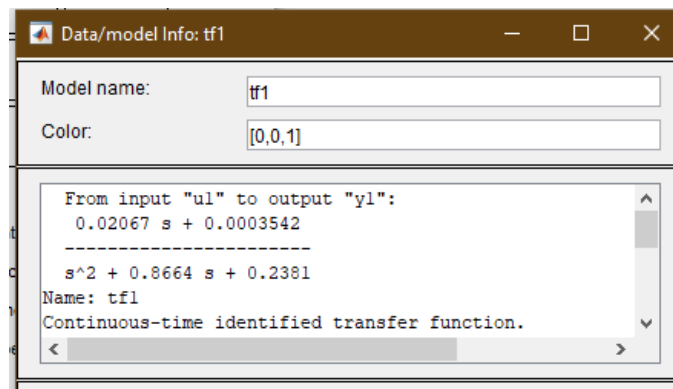 Data/model Info: tf1
Model name:
tf1
Color:
[0,0,1]
From input "u1" to output "y1":
0.02067 s + 0.0003542
-----------------------
s^2 + 0.8664 s + 0.2381
Name: tf1
Continuous-time identified transfer function.